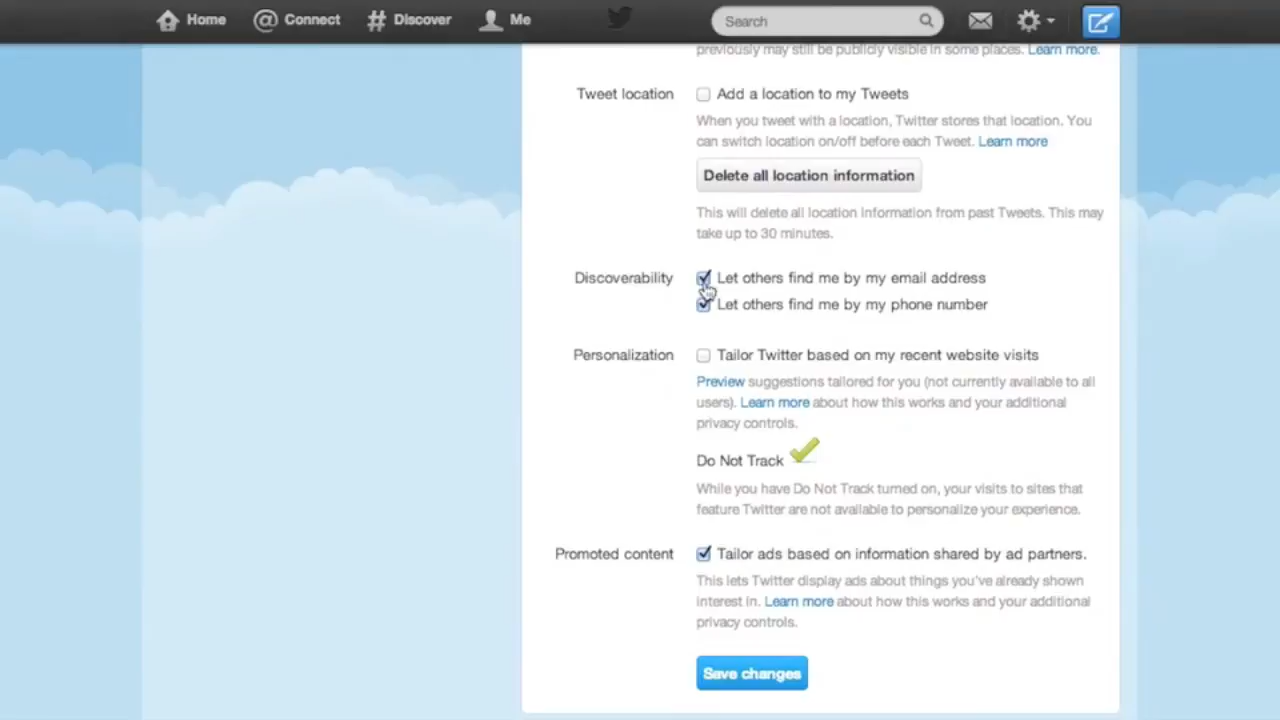 Home Connect Discover Me Search
previously may still be publicly visible in some places. Learn more.
Tweet location Add a location to my Tweets
When you tweet with a location, Twitter stores that location. You
can switch location on/off before each Tweet. Learn more
Delete all location information
This will delete all location information from past Tweets. This may
take up to 30 minutes.
Discoverability Let others find me by my email address
Let others find me by my phone number
Personalization Tailor Twitter based on my recent website visits
Preview suggestions tailored for you (not currently available to all
users). Learn more about how this works and your additional
privacy controls.
Do Not Track
While you have Do Not Track turned on, your visits to sites that
feature Twitter are not available to personalize your experience.
Promoted content Tailor ads based on information shared by ad partners.
This lets Twitter display ads about things you've already shown
interest in. Learn more about how this works and your additional
privacy controls.
Save changes